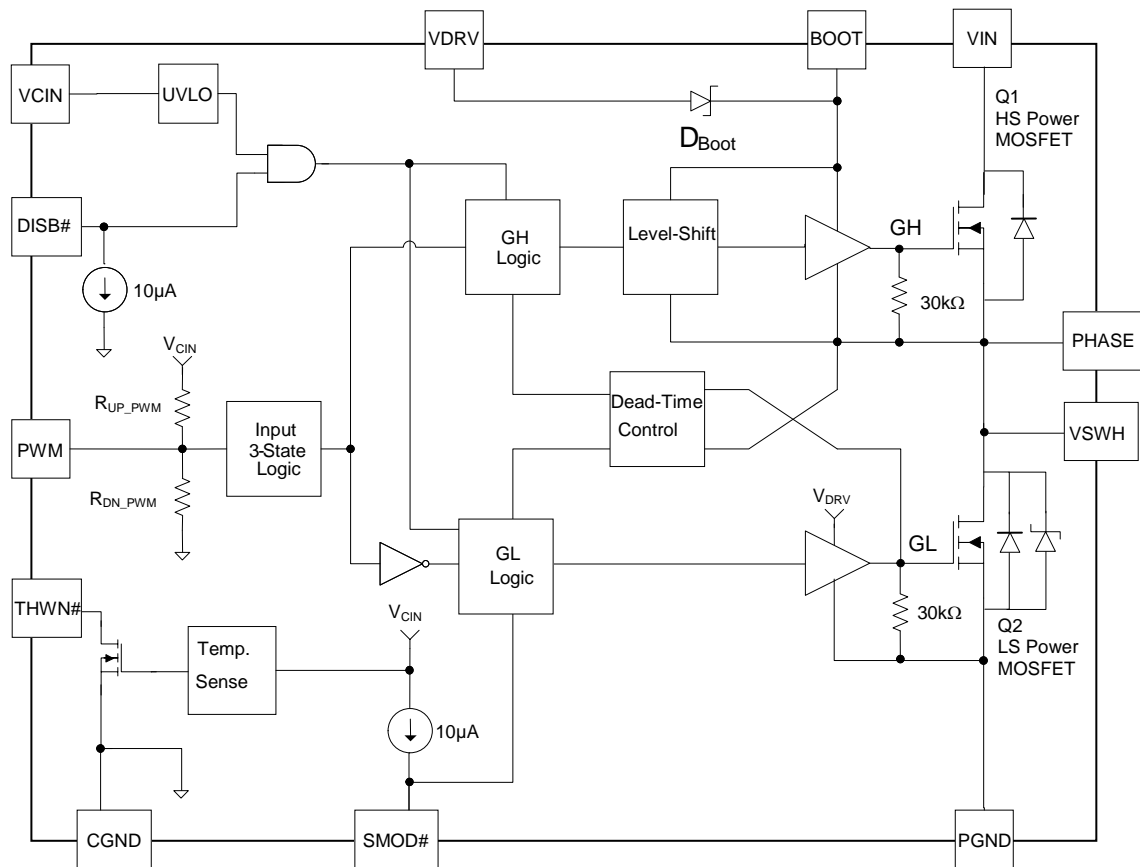 VDRV
BOOT
VIN
VCIN
UVLO
DBoot
Q1
HS Power
MOSFET
DISB#
GH
Logic
Level-Shift
GH
10µA
30kΩ
VCIN
PHASE
RUP_PWM
Dead-Time
Control
PWM
Input
3-State
Logic
VSWH
RDN_PWM
VDRV
GL
Logic
GL
THWN#
VCIN
30kΩ
Q2
LS Power
MOSFET
Temp.
Sense
10µA
CGND
SMOD#
PGND